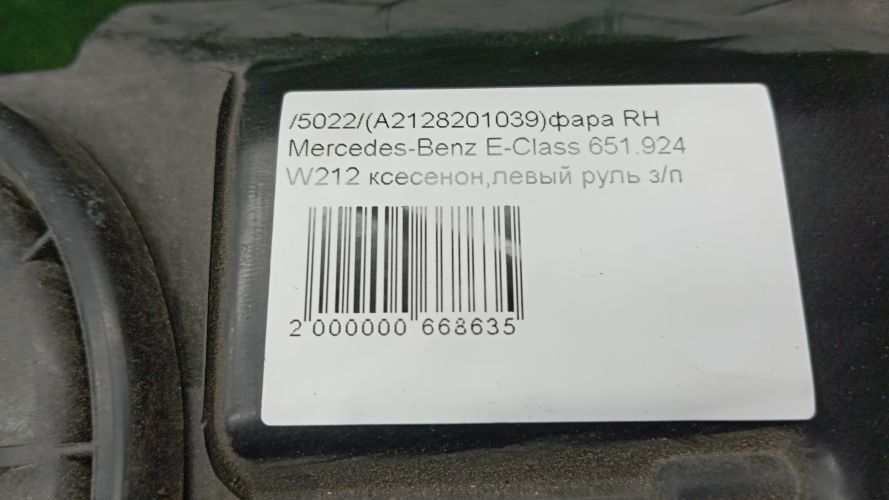 /5022/(A2128201039)фара RH
Mercedes-Benz E-Class 651.924
W212 ксесенон,левый руль з/п
2 000000 668635